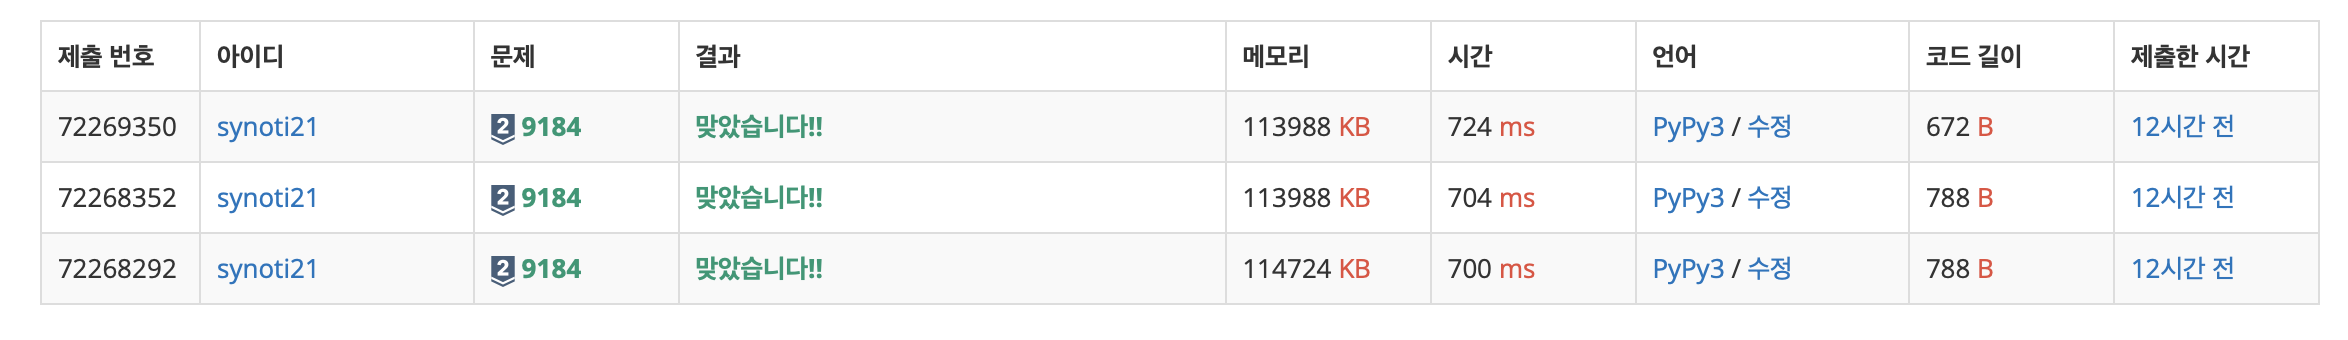 제출 번호 아이디 문제 결과 메모리 시간 언어 코드 길이 제출한 시간
72269350 synoti21 2 9184 맞았습니다!! 113988 KB 724 ms PyPy3 / 수정 672 B 12시간 전
72268352 synoti21 2 9184 맞았습니다!! 113988 KB 704 ms PyPy3 / 수정 788 B 12시간 전
72268292 synoti21 2 9184 맞았습니다!! 114724 KB 700 ms PyPy3 / 수정 788 B 12시간 전